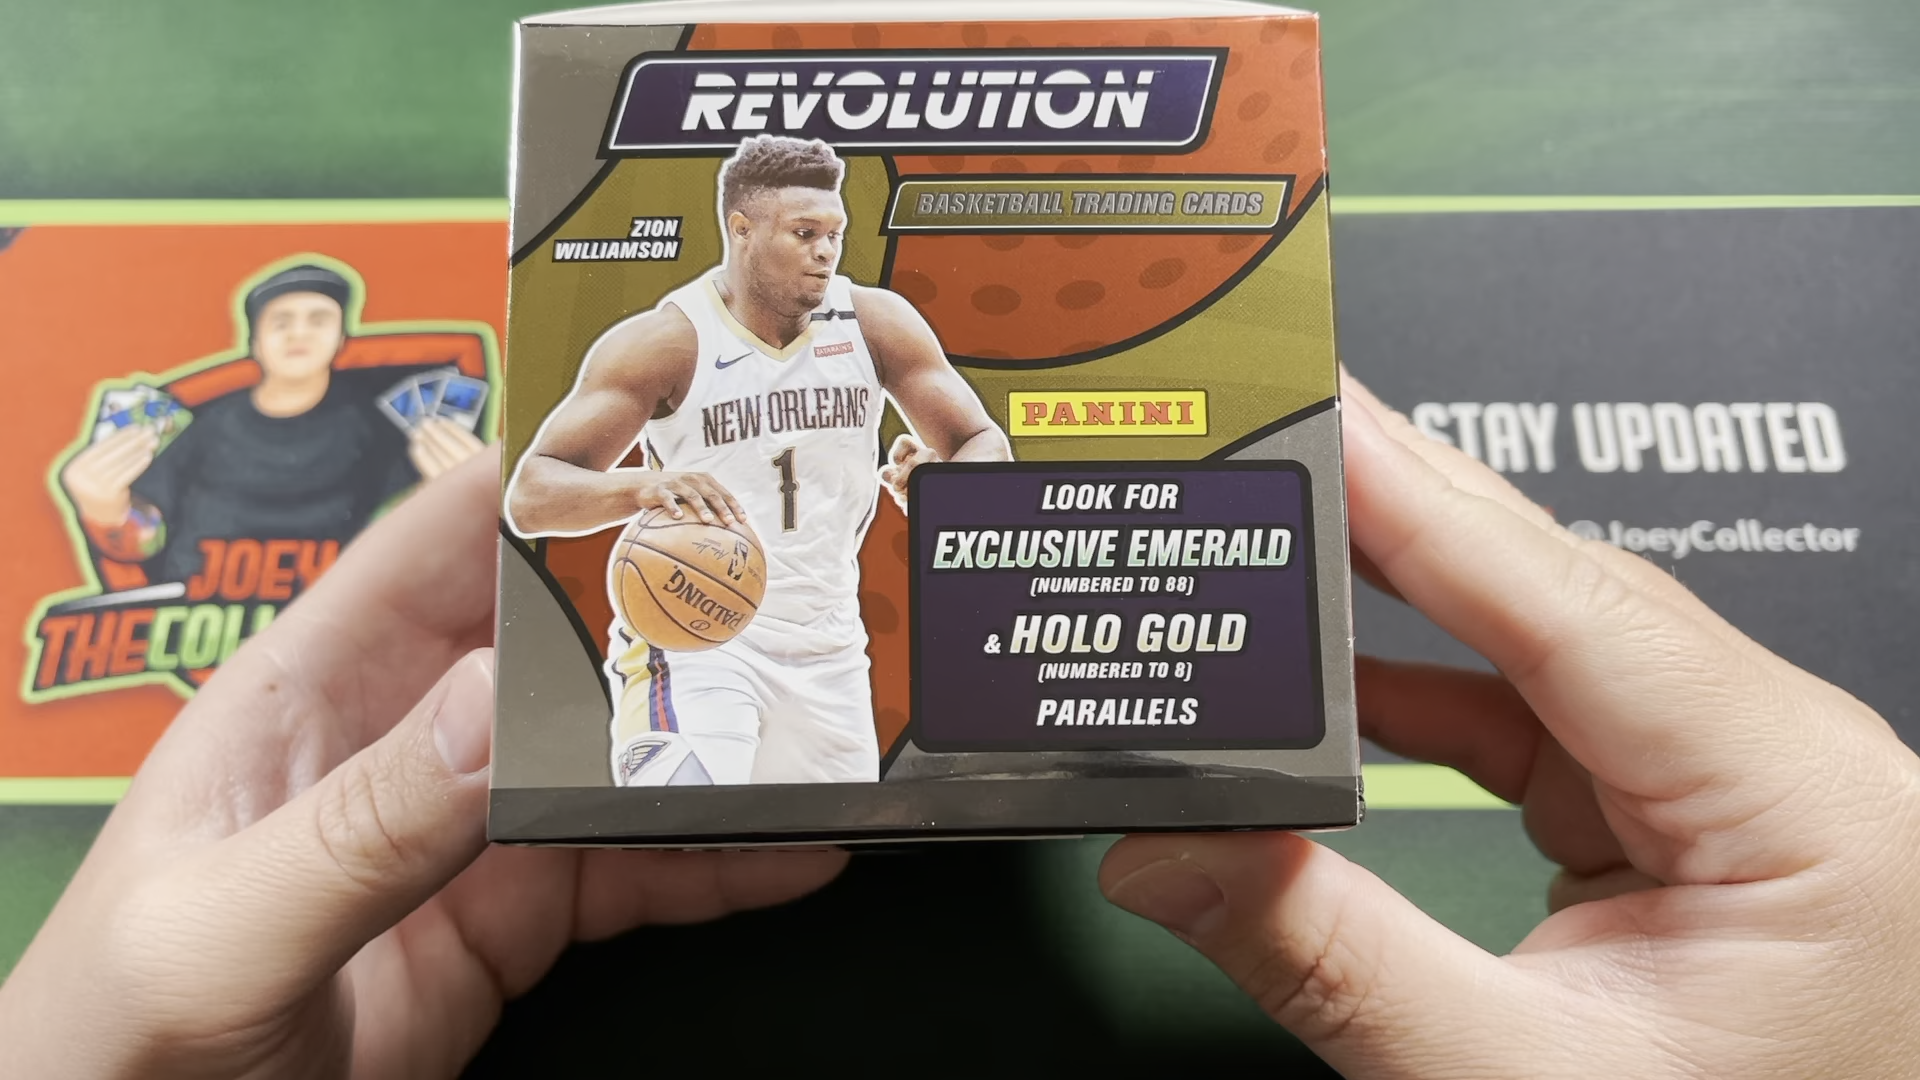 REVOLUTION
BASKETBALL TRADING CARDS
ZION
WILLIAMSON
NEW ORLEANS
1
SPALDING
PANINI
LOOK FOR
EXCLUSIVE EMERALD
(NUMBERED TO 88)
& HOLO GOLD
(NUMBERED TO 8)
PARALLELS
JOEY
THE
STAY UPDATED
@JoeyCollector